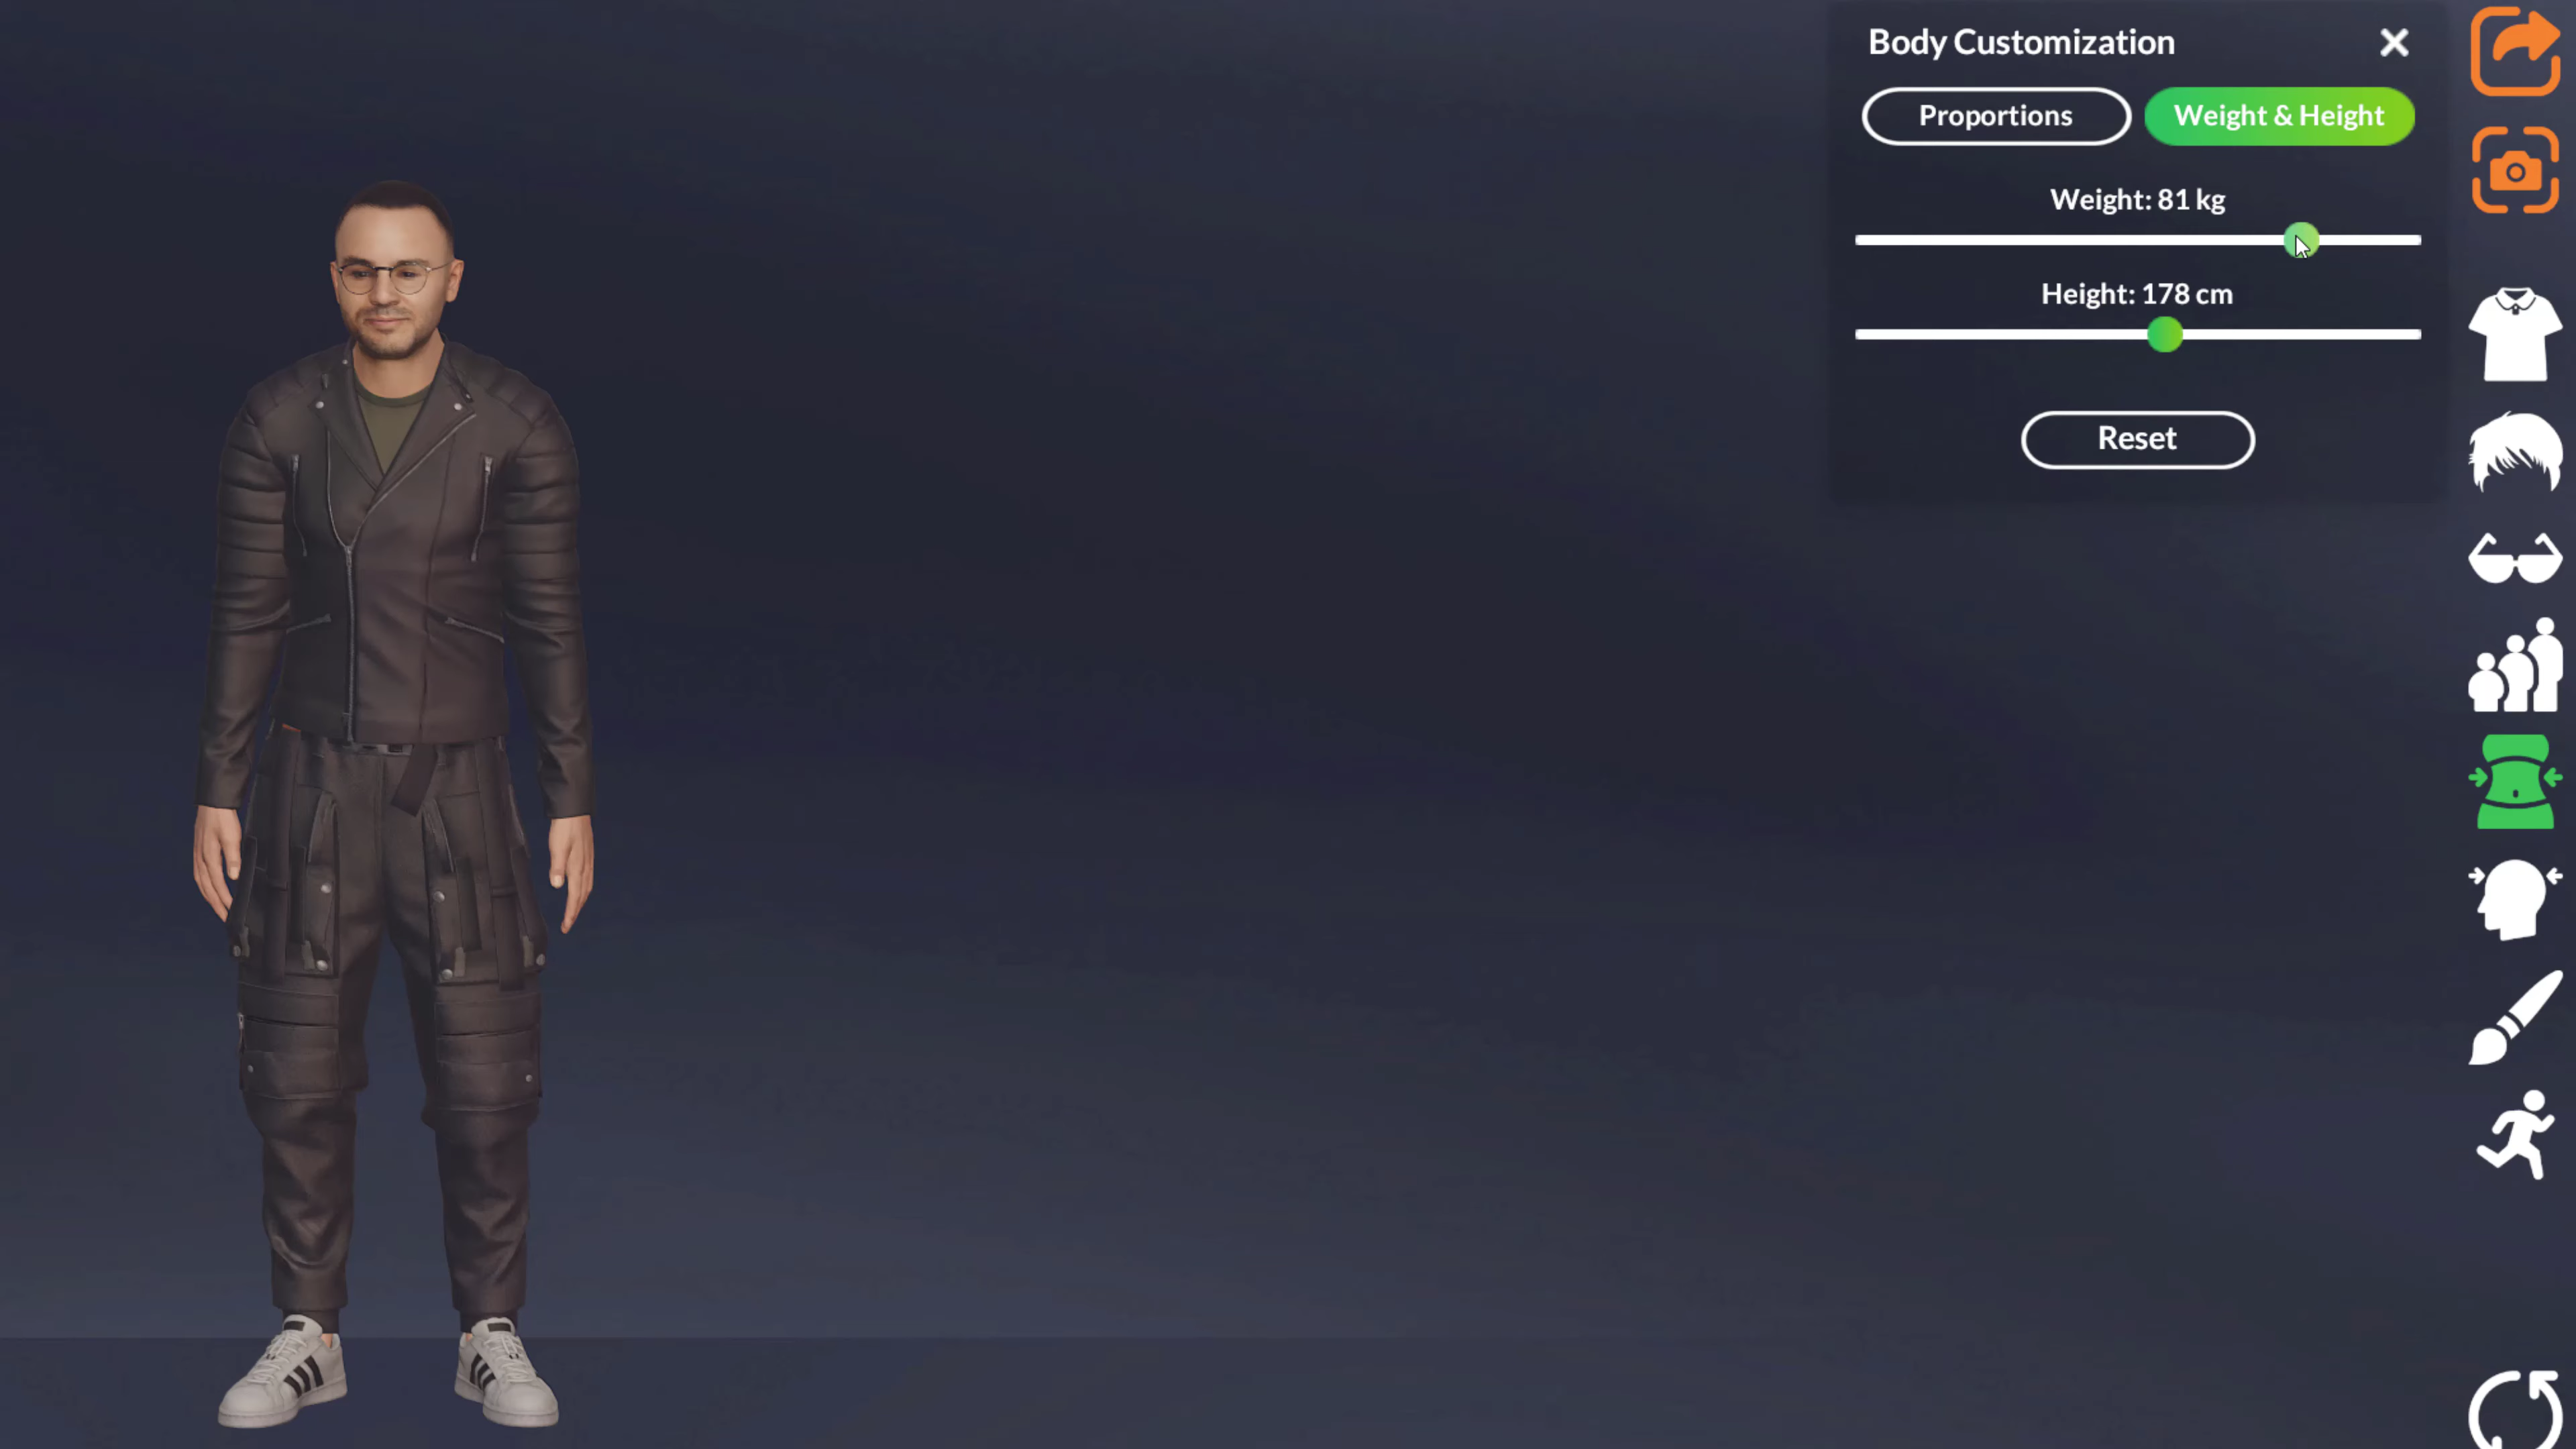 Body Customization
Proportions
Weight & Height
Weight: 81 kg
Height: 178 cm
Reset